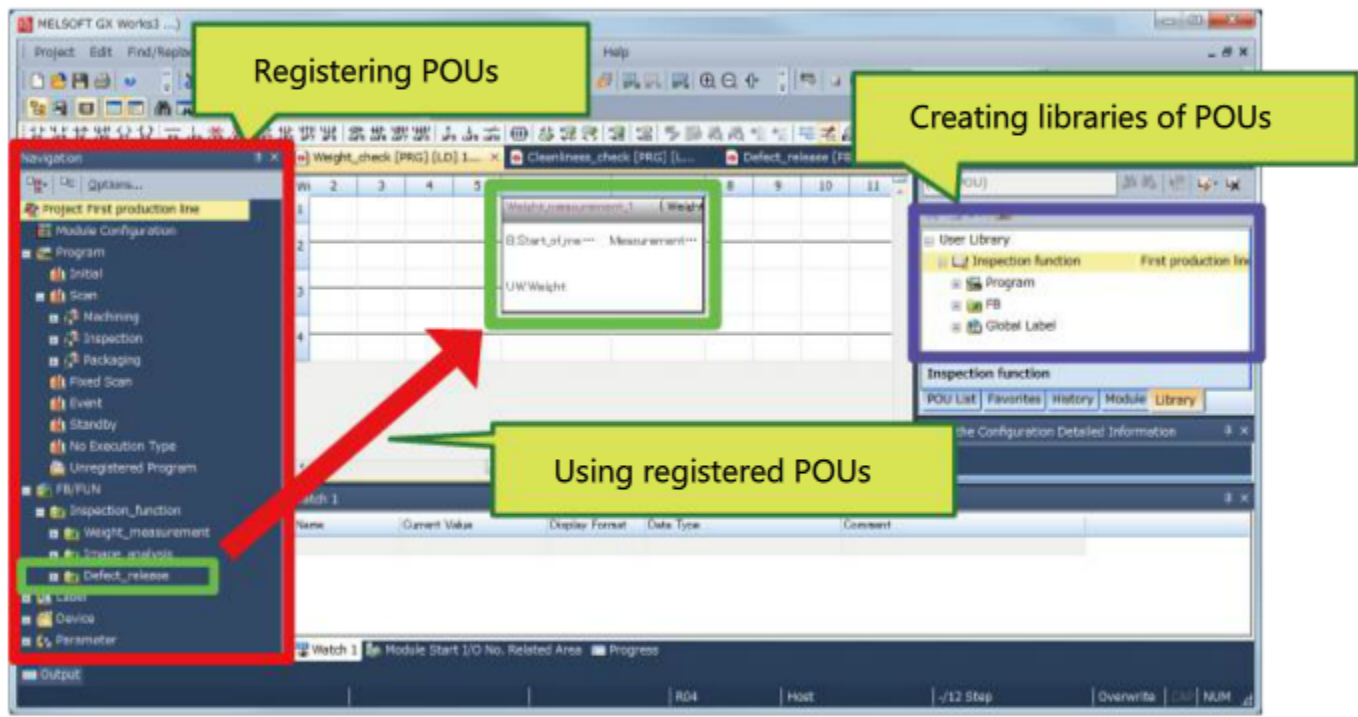 MELSOFT GX Works3 ...)
Project Edit Find/Replace
Help
Registering POUs
Creating libraries of POUs
Navigation
Options...
Project First production line
Module Configuration
Program
Initial
Scan
Machining
Inspection
Packaging
Fixed Scan
Event
Standby
No Execution Type
Unregistered Program
FB/FUN
Inspection_function
Weight_measurement
Image_analysis
Defect_release
Label
Device
Parameter
Weight_check [PRG] [LD] 1...
Cleanliness_check [PRG] [L...
Defect_release [FB
2 3 4 5 8 9 10 11
1
2
3
4
Weight_measurement_1 (Weight
B:Start_of_me... Measurement...
UW:Weight
POU)
User Library
Inspection function First production line
Program
FB
Global Label
Inspection function
POU List Favorites History Module Library
the Configuration Detailed Information
Using registered POUs
Watch 1
Name Current Value Display Format Data Type Comment
Watch 1 Module Start I/O No. Related Area Progress
Output
R04 Host -/12 Step Overwrite CAP NUM